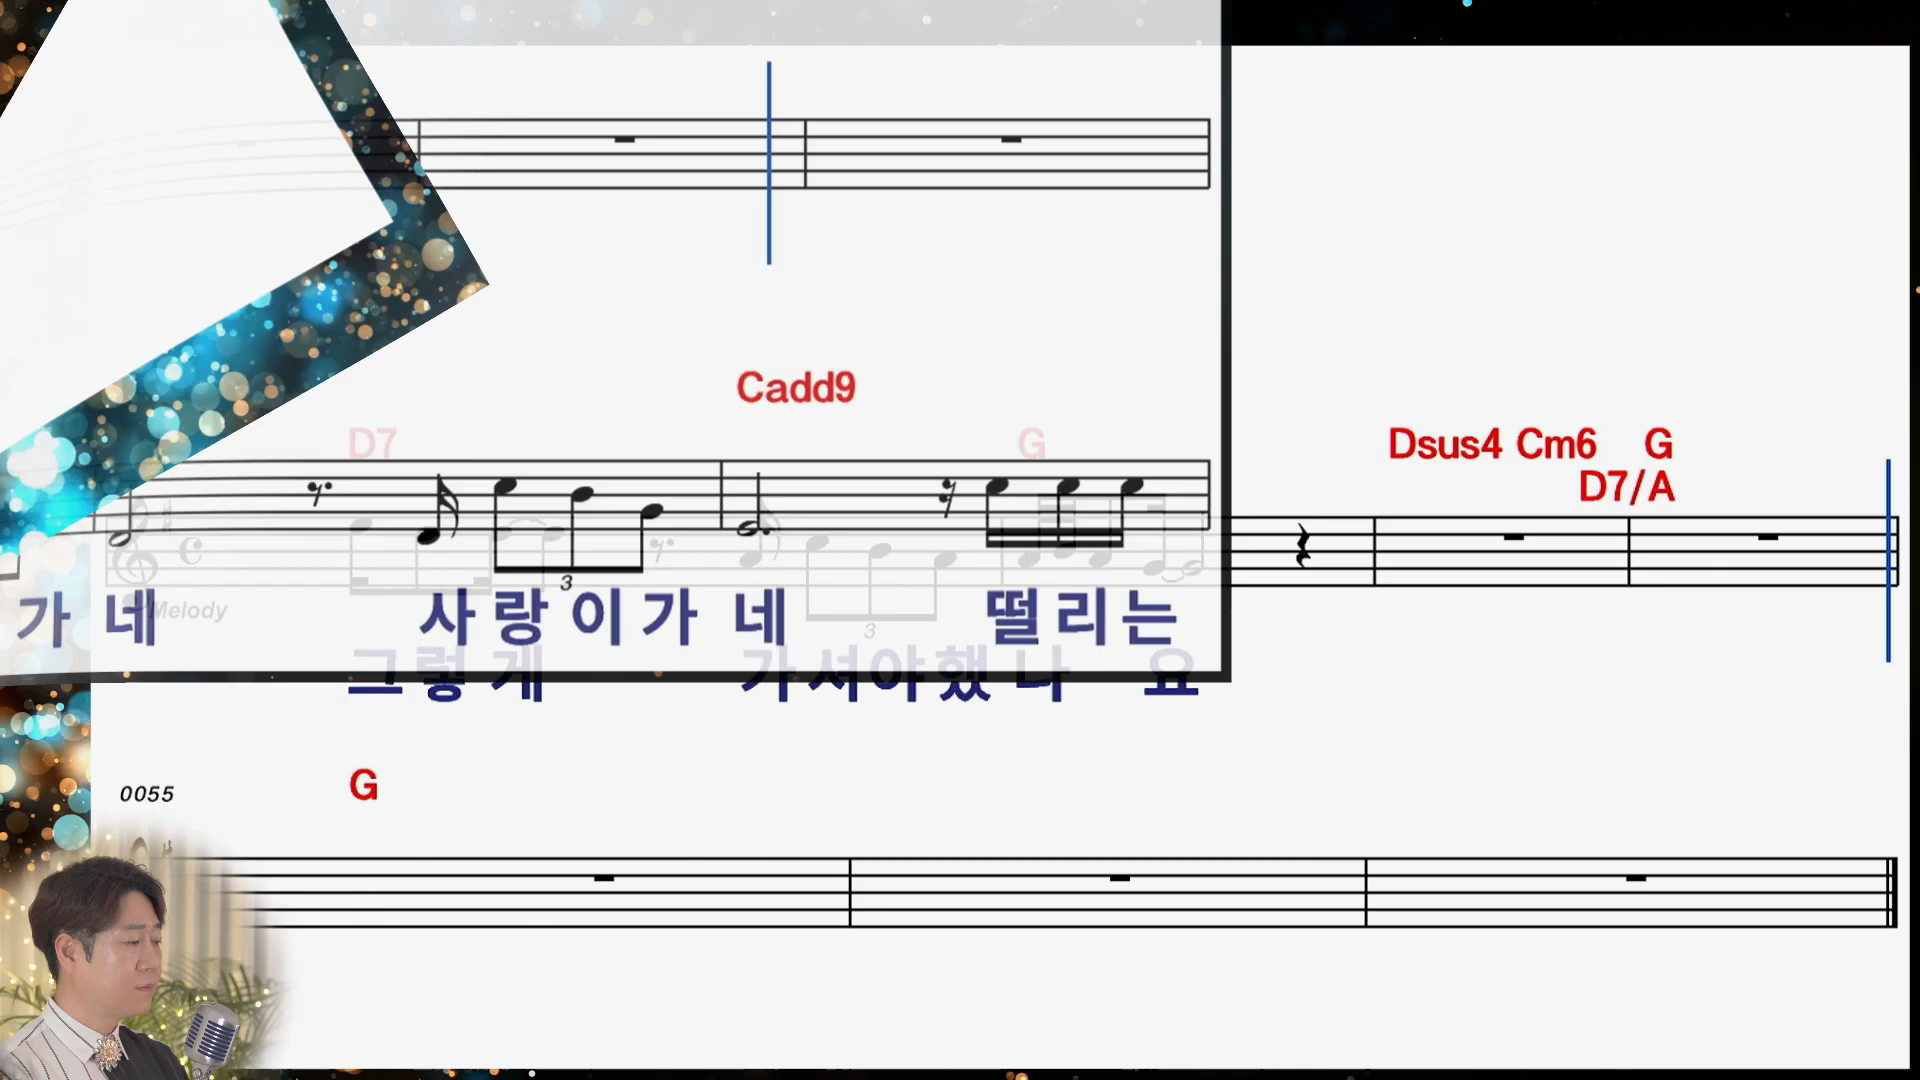 Cadd9
D7 G
Dsus4 Cm6 G
D7/A
3
가 네 사 랑 이 가 네 떨 리 는
Melody
3
그 렇 게 가 셔 야 했 나 요
0055 G